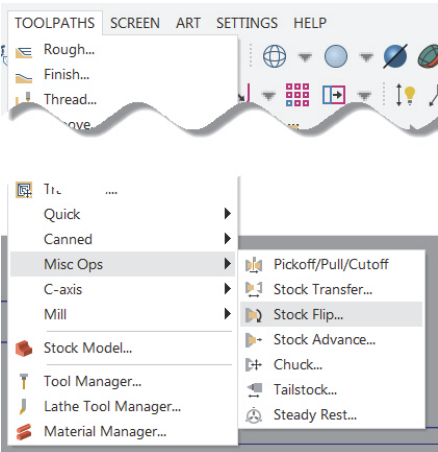 TOOLPATHS SCREEN ART SETTINGS HELP
Rough...
Finish...
Thread...
Quick
Canned
Misc Ops
Pickoff/Pull/Cutoff
C-axis
Stock Transfer...
Mill
Stock Flip...
Stock Model...
Stock Advance...
Chuck...
Tool Manager...
Tailstock...
Lathe Tool Manager...
Steady Rest...
Material Manager...